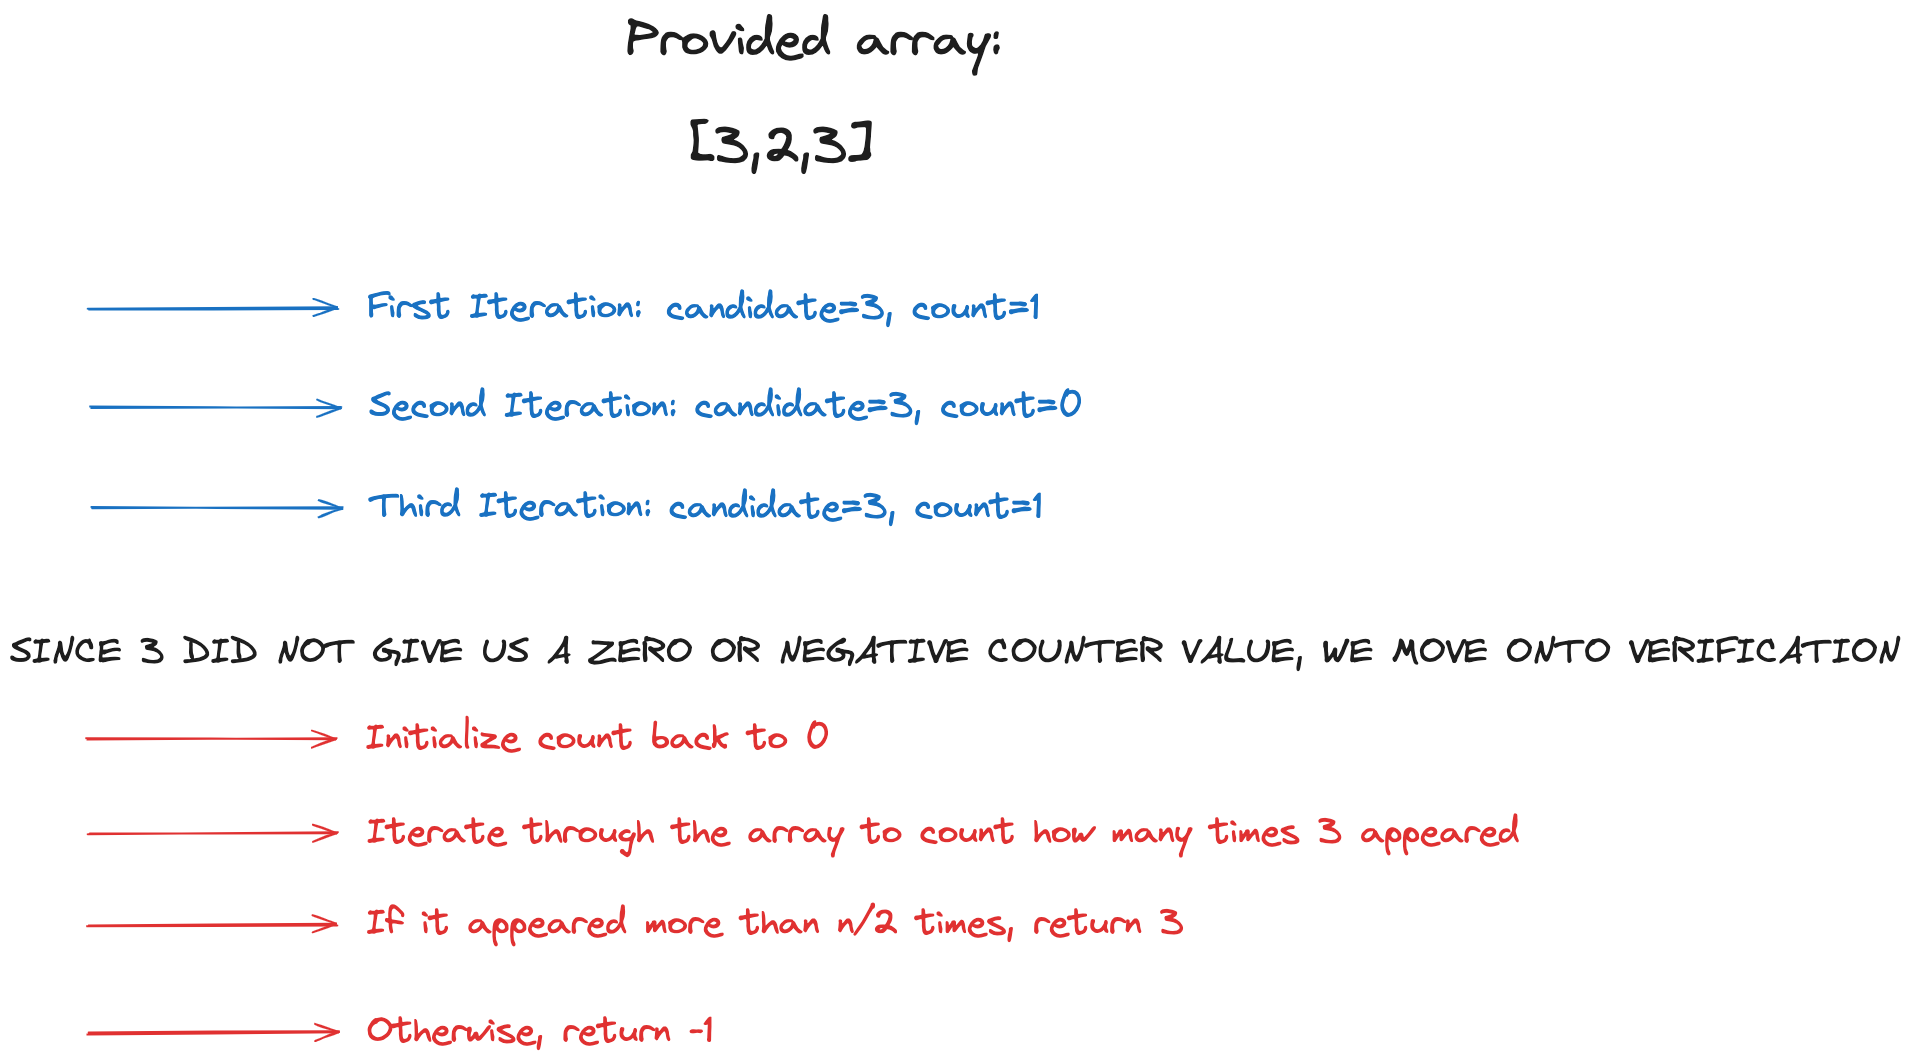 Provided array:
[3,2,3]
First Iteration: candidate=3, count=1
Second Iteration: candidate=3, count=0
Third Iteration: candidate=3, count=1
SINCE 3 DID NOT GIVE US A ZERO OR NEGATIVE COUNTER VALUE, WE MOVE ONTO VERIFICATION
Initialize count back to 0
Iterate through the array to count how many times 3 appeared
If it appeared more than n/2 times, return 3
Otherwise, return -1